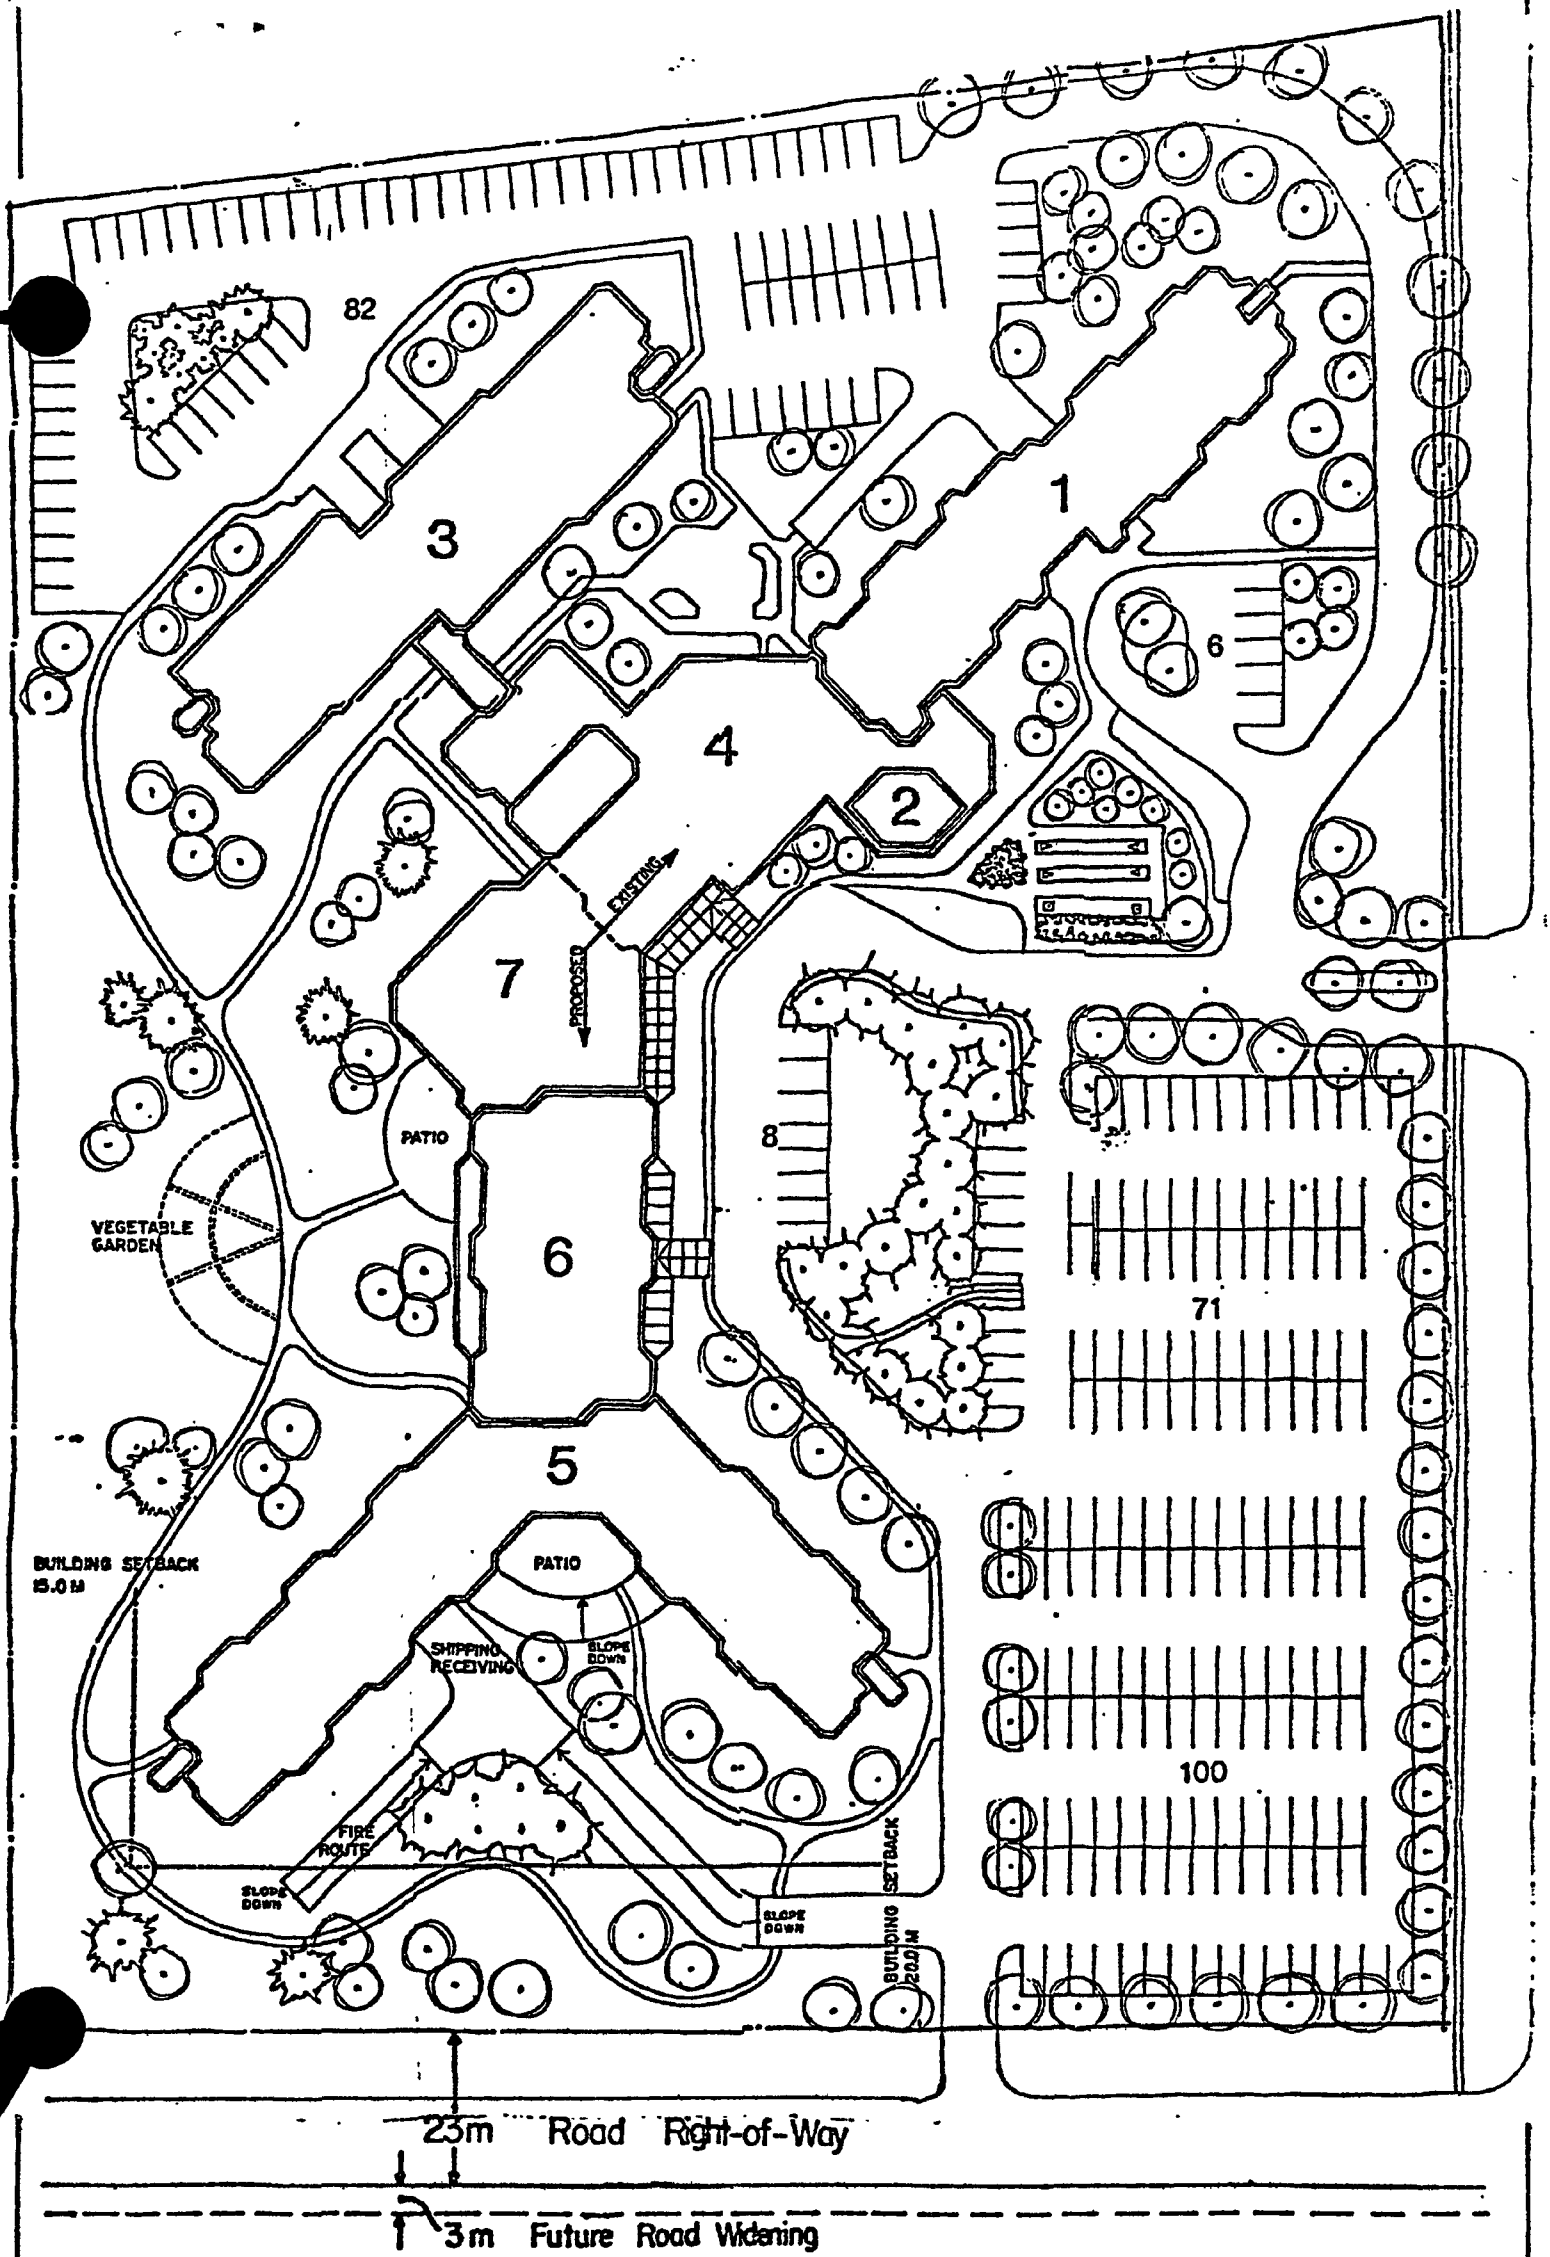 82
1
3
6
4
2
EXISTING
7
PROPOSED
8
PATIO
VEGETABLE
GARDEN
6
71
5
PATIO
BUILDING SETBACK
15.0 M
SHIPPING
RECEIVING
SLOPE
DOWN
100
FIRE
ROUTE
SLOPE
DOWN
SLOPE
DOWN
BUILDING SETBACK
20.0 M
23m Road Right-of-Way
3m Future Road Widening